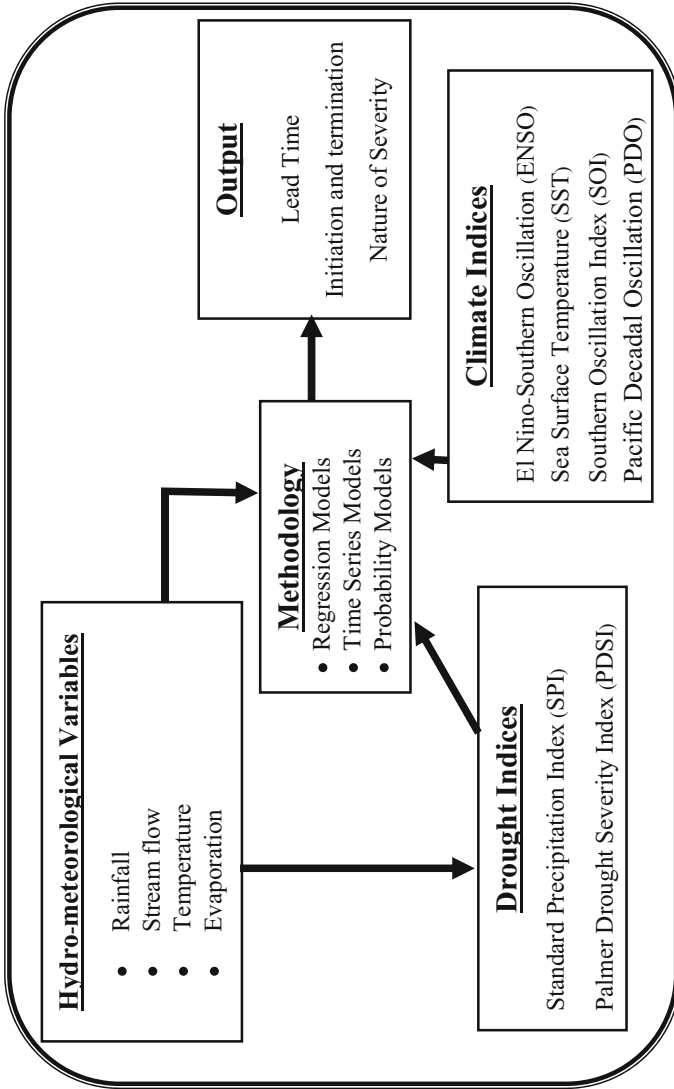 Hydro-meteorological Variables
• Rainfall
• Stream flow
• Temperature
• Evaporation
Methodology
• Regression Models
• Time Series Models
• Probability Models
Output
Lead Time
Initiation and termination
Nature of Severity
Drought Indices
Standard Precipitation Index (SPI)
Palmer Drought Severity Index (PDSI)
Climate Indices
El Nino-Southern Oscillation (ENSO)
Sea Surface Temperature (SST)
Southern Oscillation Index (SOI)
Pacific Decadal Oscillation (PDO)